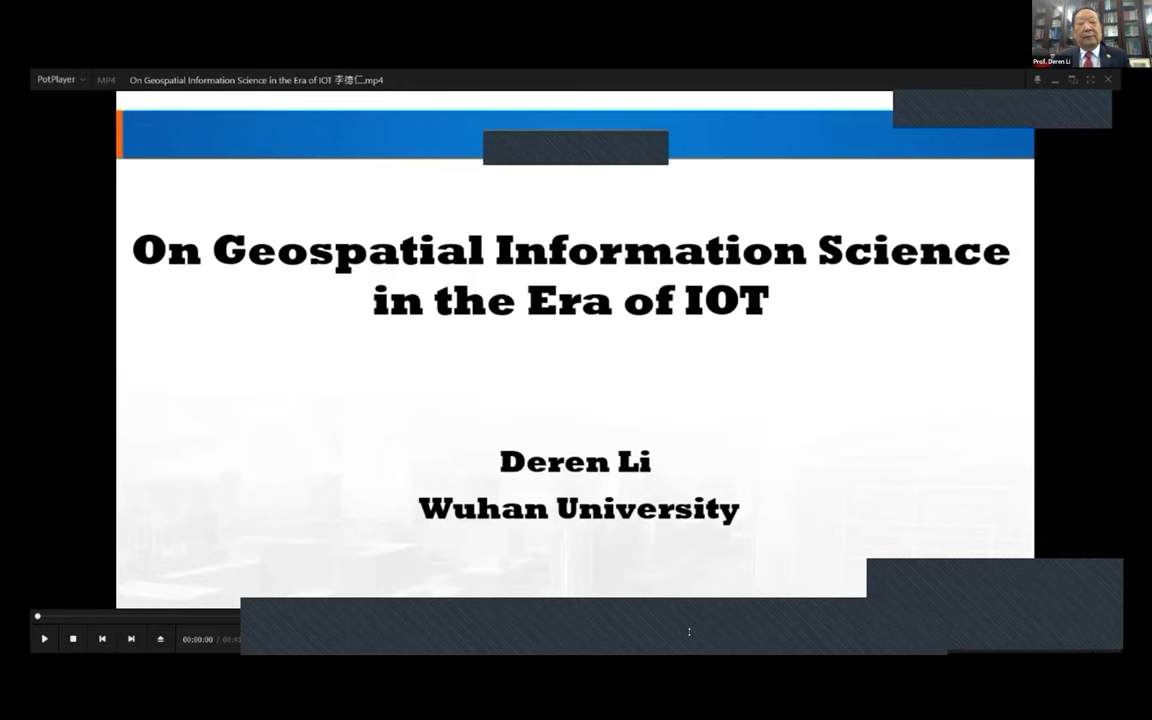 Prof. Deren Li
PotPlayer
MP4
On Geospatial Information Science in the Era of IOT 李德仁.mp4
On Geospatial Information Science
in the Era of IOT
Deren Li
Wuhan University
00:00:00